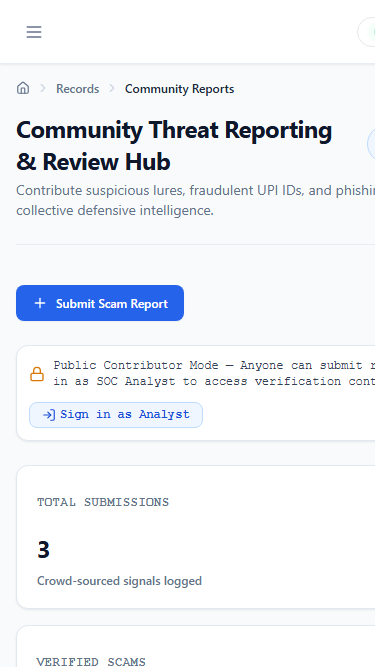 Records
Community Reports
Community Threat Reporting
& Review Hub
Contribute suspicious lures, fraudulent UPI IDs, and
collective defensive intelligence.
Submit Scam Report
Public Contributor Mode — Anyone can submit
in as SOC Analyst to access verification
Sign in as Analyst
TOTAL SUBMISSIONS
3
Crowd-sourced signals logged
VERIFIED SCAMS